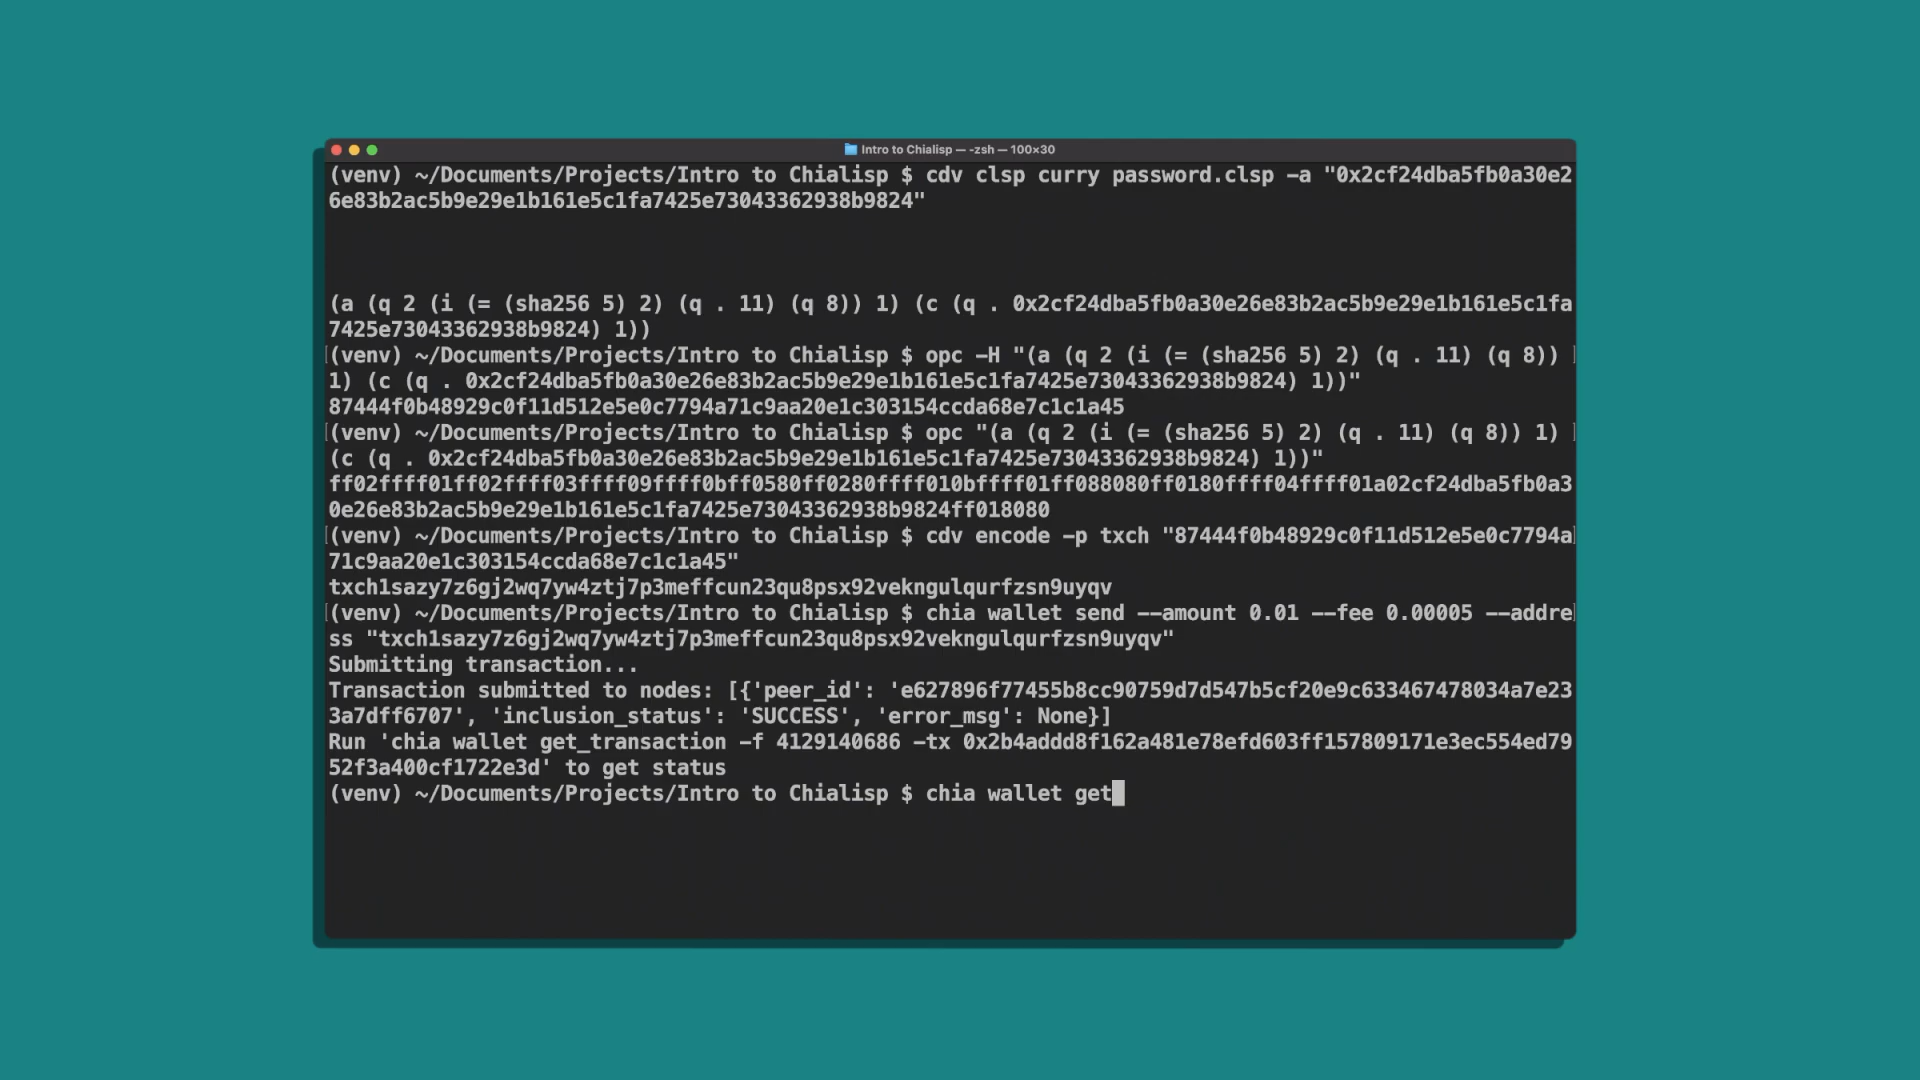 Intro to Chialisp — -zsh — 100×30
(venv) ~/Documents/Projects/Intro to Chialisp $ cdv clsp curry password.clsp -a "0x2cf24dba5fb0a30e2
6e83b2ac5b9e29e1b161e5c1fa7425e73043362938b9824"
(a (q 2 (i (= (sha256 5) 2) (q . 11) (q 8)) 1) (c (q . 0x2cf24dba5fb0a30e26e83b2ac5b9e29e1b161e5c1fa
7425e73043362938b9824) 1))
(venv) ~/Documents/Projects/Intro to Chialisp $ opc -H "(a (q 2 (i (= (sha256 5) 2) (q . 11) (q 8))
1) (c (q . 0x2cf24dba5fb0a30e26e83b2ac5b9e29e1b161e5c1fa7425e73043362938b9824) 1))"
87444f0b48929c0f11d512e5e0c7794a71c9aa20e1c303154ccda68e7c1c1a45
(venv) ~/Documents/Projects/Intro to Chialisp $ opc "(a (q 2 (i (= (sha256 5) 2) (q . 11) (q 8)) 1)
(c (q . 0x2cf24dba5fb0a30e26e83b2ac5b9e29e1b161e5c1fa7425e73043362938b9824) 1))"
ff02ffff01ff02ffff03ffff09ffff0bff0580ff0280ffff010bffff01ff088080ff0180ffff04ffff01a02cf24dba5fb0a3
0e26e83b2ac5b9e29e1b161e5c1fa7425e73043362938b9824ff018080
(venv) ~/Documents/Projects/Intro to Chialisp $ cdv encode -p txch "87444f0b48929c0f11d512e5e0c7794a
71c9aa20e1c303154ccda68e7c1c1a45"
txch1sazy7z6gj2wq7yw4ztj7p3meffcun23qu8psx92vekngulqurfzsn9uyqv
(venv) ~/Documents/Projects/Intro to Chialisp $ chia wallet send --amount 0.01 --fee 0.00005 --addre
ss "txch1sazy7z6gj2wq7yw4ztj7p3meffcun23qu8psx92vekngulqurfzsn9uyqv"
Submitting transaction...
Transaction submitted to nodes: [{'peer_id': 'e627896f77455b8cc90759d7d547b5cf20e9c633467478034a7e23
3a7dff6707', 'inclusion_status': 'SUCCESS', 'error_msg': None}]
Run 'chia wallet get_transaction -f 4129140686 -tx 0x2b4addd8f162a481e78efd603ff157809171e3ec554ed79
52f3a400cf1722e3d' to get status
(venv) ~/Documents/Projects/Intro to Chialisp $ chia wallet get